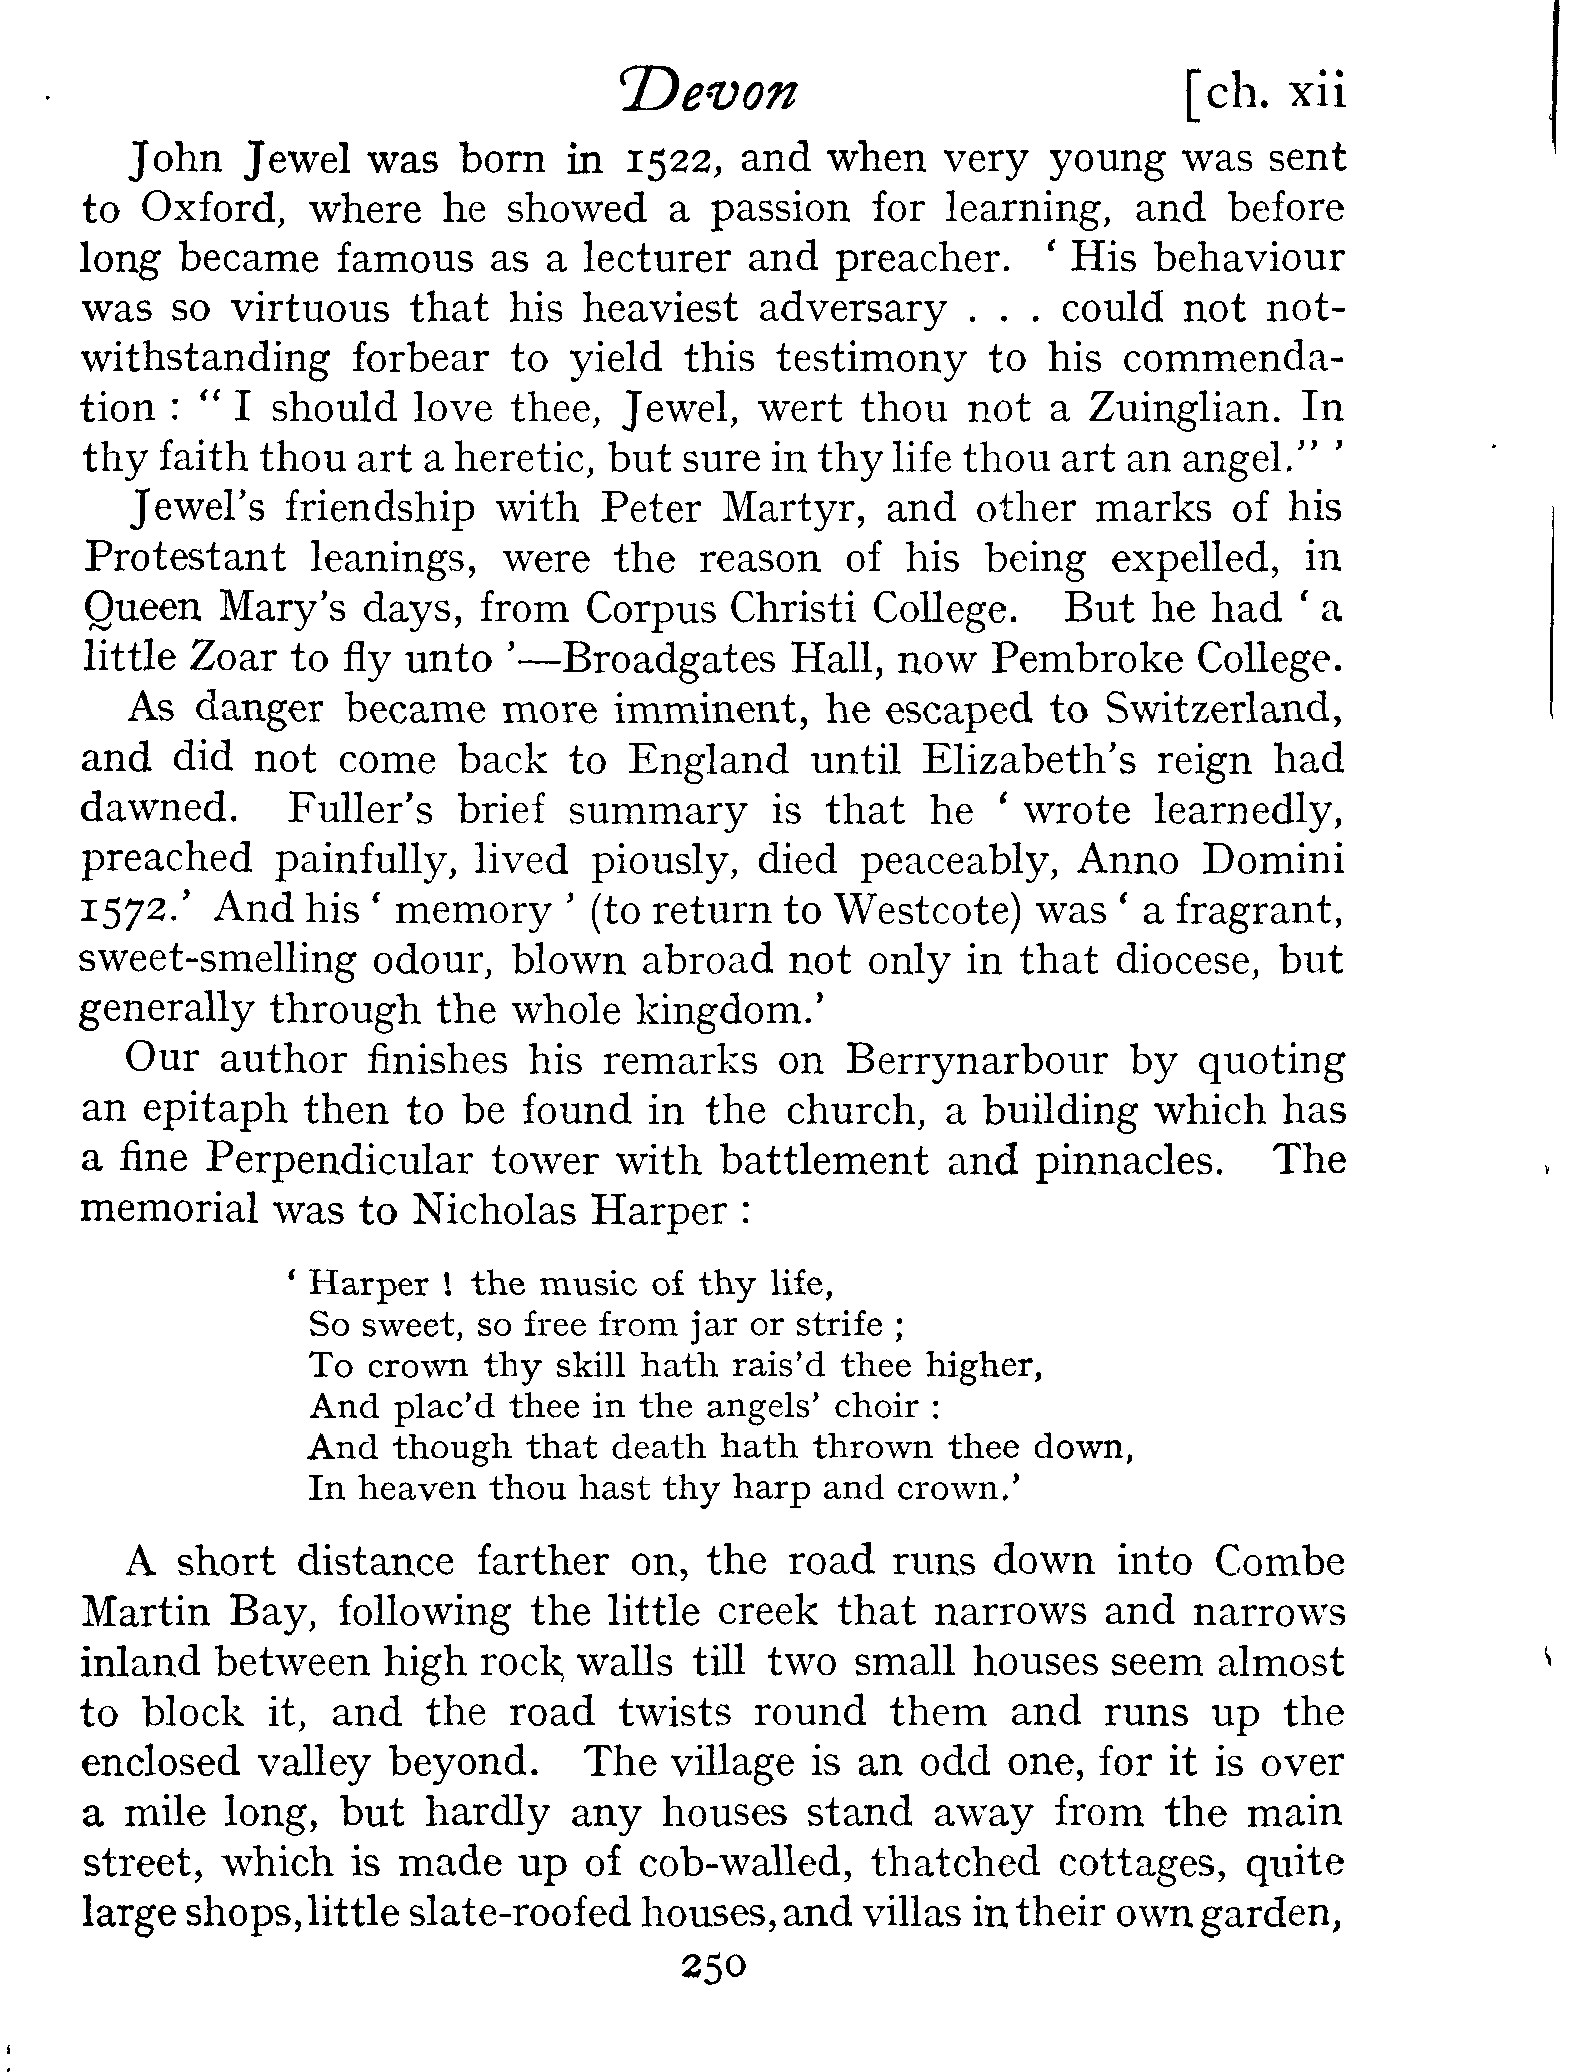 Devon [ch. xii
John Jewel was born in 1522, and when very young was sent
to Oxford, where he showed a passion for learning, and before
long became famous as a lecturer and preacher. ‘ His behaviour
was so virtuous that his heaviest adversary . . . could not not-
withstanding forbear to yield this testimony to his commenda-
tion : “ I should love thee, Jewel, wert thou not a Zuinglian. In
thy faith thou art a heretic, but sure in thy life thou art an angel.” ’
Jewel’s friendship with Peter Martyr, and other marks of his
Protestant leanings, were the reason of his being expelled, in
Queen Mary’s days, from Corpus Christi College. But he had ‘ a
little Zoar to fly unto ’—Broadgates Hall, now Pembroke College.
As danger became more imminent, he escaped to Switzerland,
and did not come back to England until Elizabeth’s reign had
dawned. Fuller’s brief summary is that he ‘ wrote learnedly,
preached painfully, lived piously, died peaceably, Anno Domini
1572.’ And his ‘ memory ’ (to return to Westcote) was ‘ a fragrant,
sweet-smelling odour, blown abroad not only in that diocese, but
generally through the whole kingdom.’
Our author finishes his remarks on Berrynarbour by quoting
an epitaph then to be found in the church, a building which has
a fine Perpendicular tower with battlement and pinnacles. The
memorial was to Nicholas Harper :
‘ Harper ! the music of thy life,
So sweet, so free from jar or strife ;
To crown thy skill hath rais’d thee higher,
And plac’d thee in the angels’ choir :
And though that death hath thrown thee down,
In heaven thou hast thy harp and crown.’
A short distance farther on, the road runs down into Combe
Martin Bay, following the little creek that narrows and narrows
inland between high rock walls till two small houses seem almost
to block it, and the road twists round them and runs up the
enclosed valley beyond. The village is an odd one, for it is over
a mile long, but hardly any houses stand away from the main
street, which is made up of cob-walled, thatched cottages, quite
large shops, little slate-roofed houses, and villas in their own garden,
250